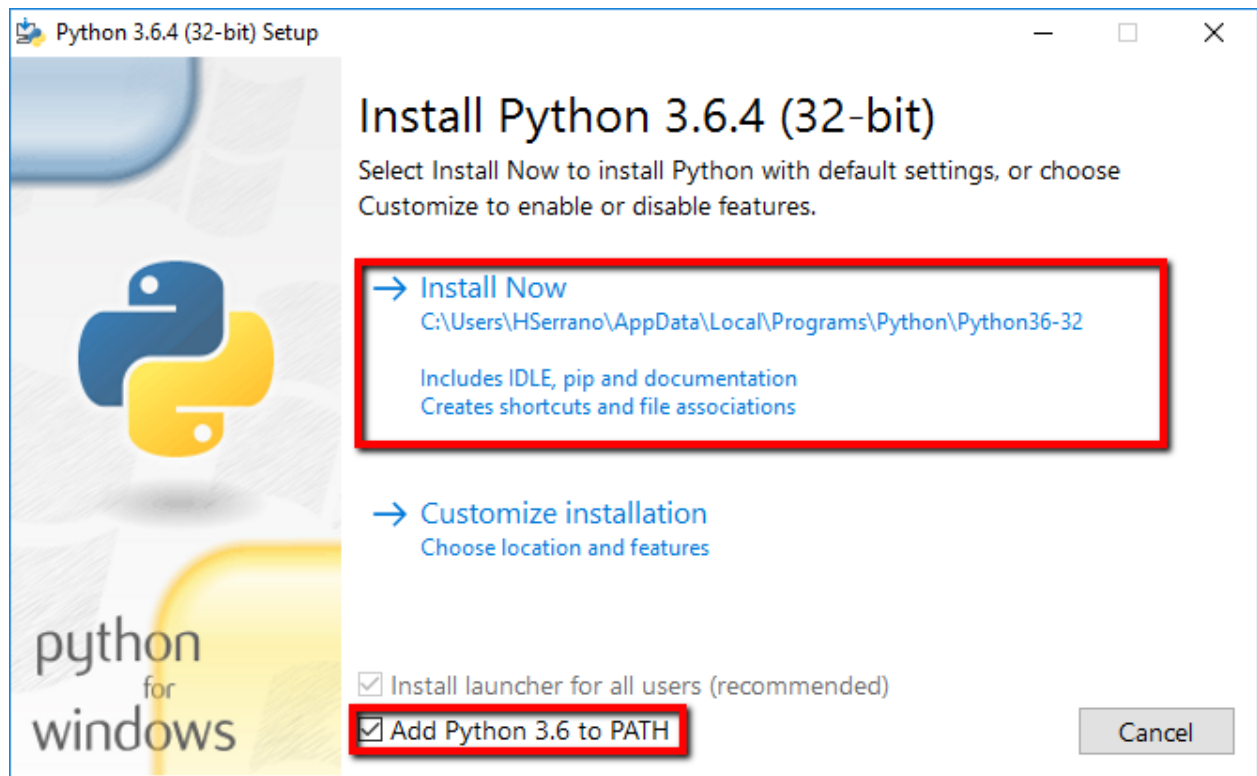 Python 3.6.4 (32-bit) Setup
Install Python 3.6.4 (32-bit)
Select Install Now to install Python with default settings, or choose
Customize to enable or disable features.
Install Now
C:\Users\HSerrano\AppData\Local\Programs\Python\Python36-32
Includes IDLE, pip and documentation
Creates shortcuts and file associations
Customize installation
Choose location and features
python
for
windows
Install launcher for all users (recommended)
Add Python 3.6 to PATH
Cancel